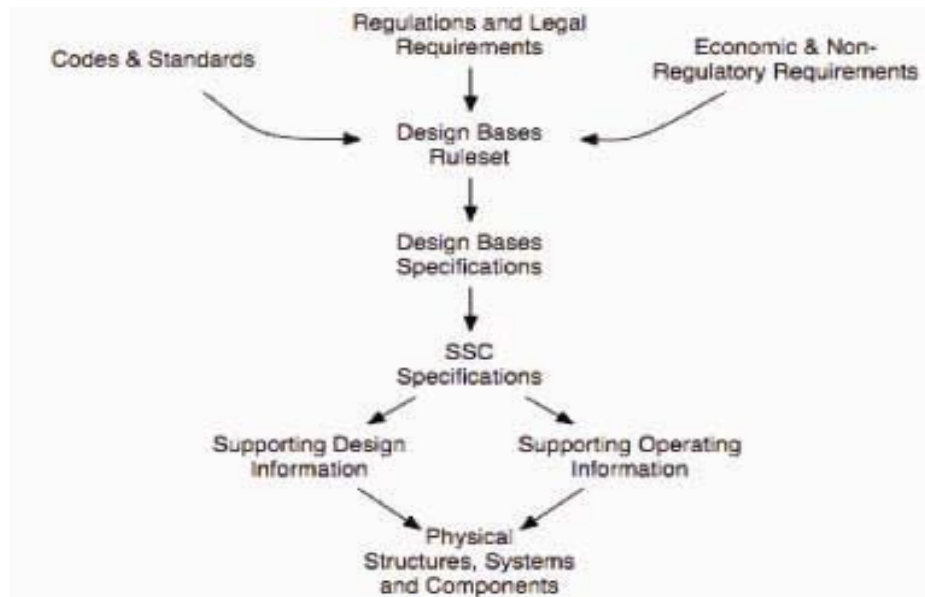 Regulations and Legal
Requirements
Codes & Standards
Economic & Non-
Regulatory Requirements
Design Bases
Ruleset
Design Bases
Specifications
SSC
Specifications
Supporting Design
Information
Supporting Operating
Information
Physical
Structures, Systems
and Components